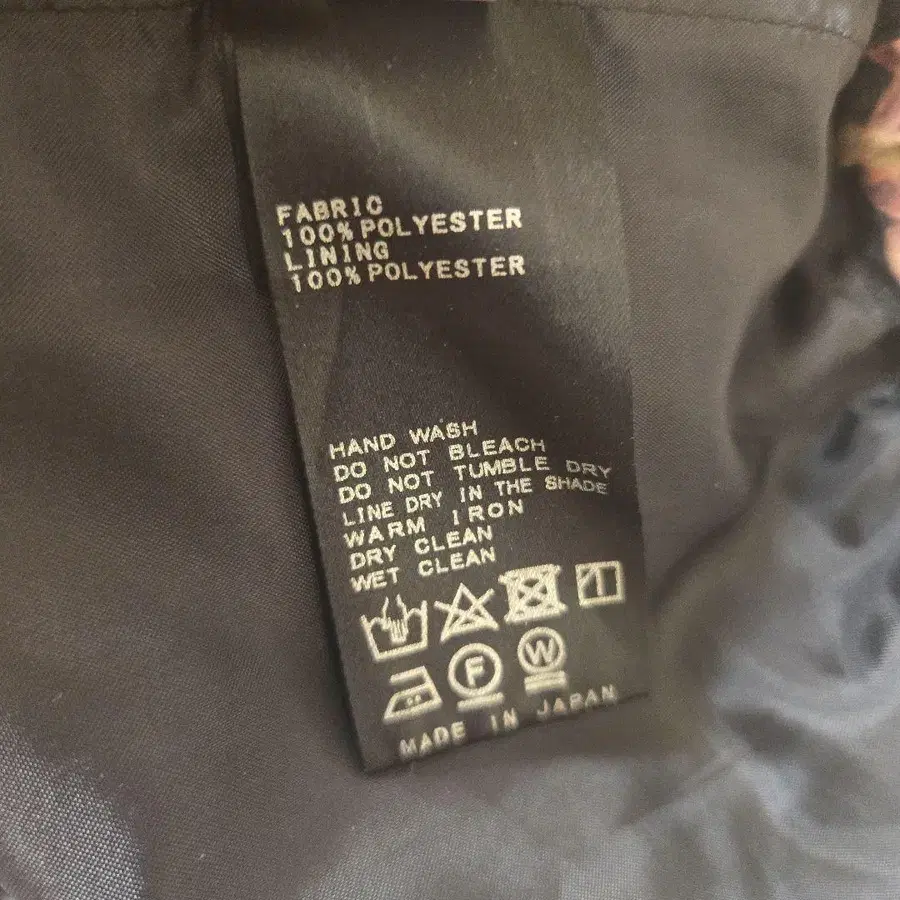 FABRIC
100% POLYESTER
LINING
100% POLYESTER
HAND WASH
DO NOT BLEACH
DO NOT TUMBLE DRY
LINE DRY IN THE SHADE
WARM IRON
DRY CLEAN
WET CLEAN
F W
MADE IN JAPAN